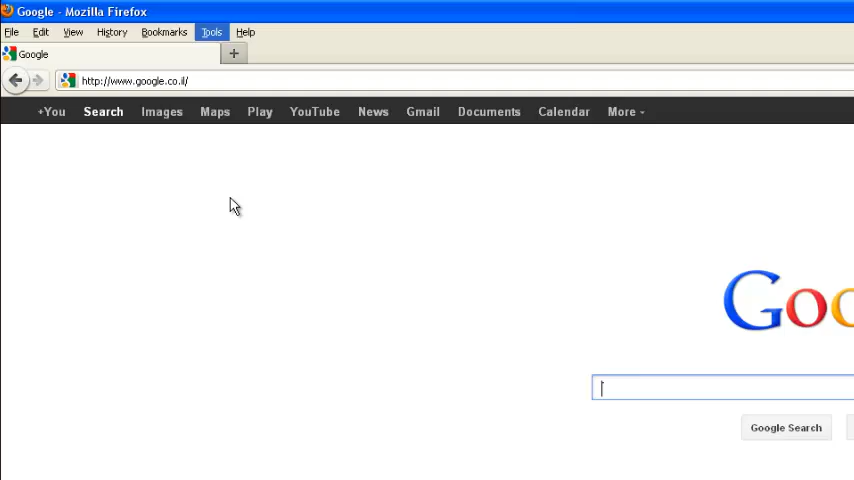 Google - Mozilla Firefox
File Edit View History Bookmarks Tools Help
Google +
http://www.google.co.il/
+You Search Images Maps Play YouTube News Gmail Documents Calendar More
Goo
Google Search